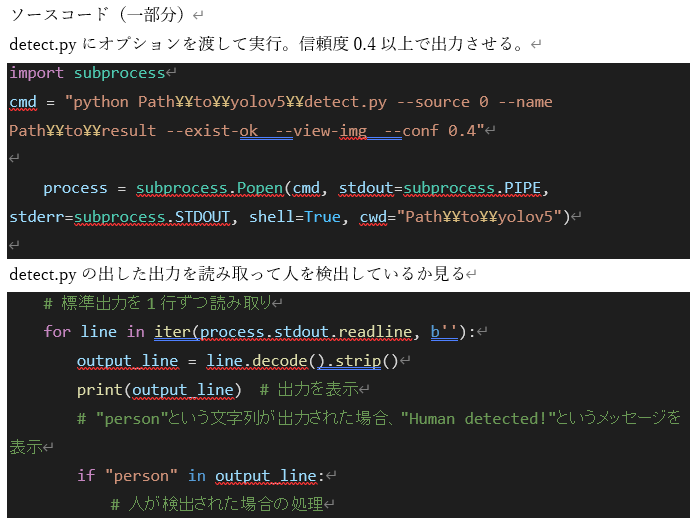 ソースコード（一部分）↵
detect.py にオプションを渡して実行。信頼度 0.4 以上で出力させる。↵
import subprocess↵
cmd = "python Path¥¥to¥¥yolov5¥¥detect.py --source 0 --name
Path¥¥to¥¥result --exist-ok  --view-img  --conf 0.4"↵
↵
process = subprocess.Popen(cmd, stdout=subprocess.PIPE,
stderr=subprocess.STDOUT, shell=True, cwd="Path¥¥to¥¥yolov5")↵
↵
detect.py の出した出力を読み取って人を検出しているか見る↵
# 標準出力を 1 行ずつ読み取り↵
for line in iter(process.stdout.readline, b''):↵
output_line = line.decode().strip()↵
print(output_line)  # 出力を表示↵
# "person"という文字列が出力された場合、"Human detected!"というメッセージを
表示↵
if "person" in output_line:↵
# 人が検出された場合の処理↵